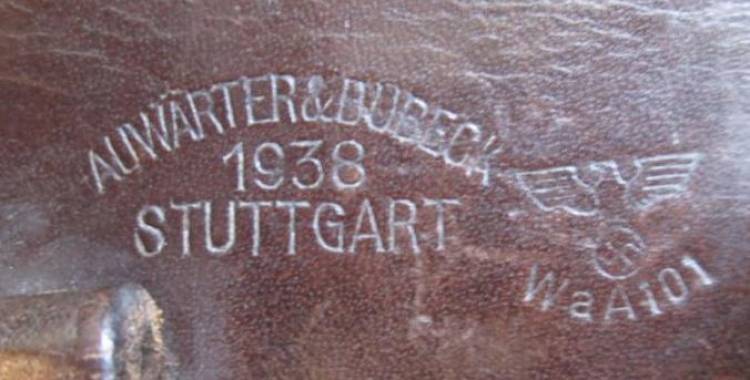 AUWÄRTER & BUBECK
1938
STUTTGART
WaA101